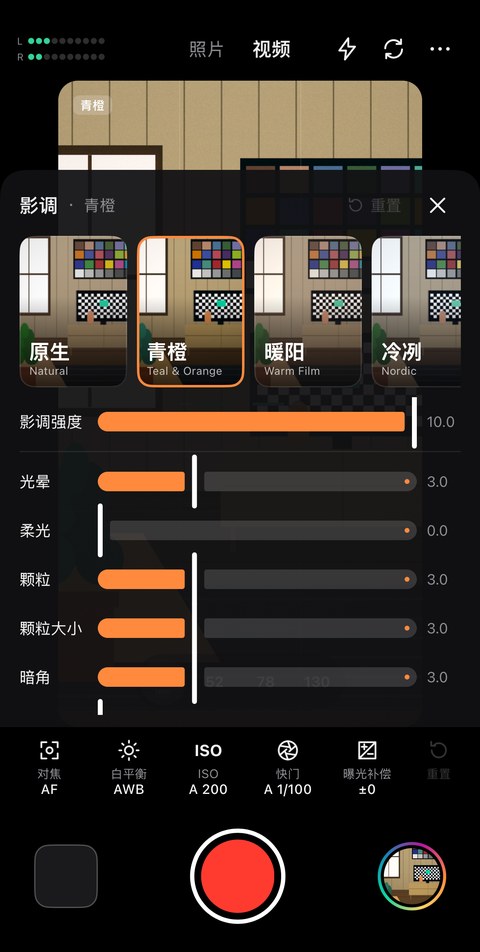 L
R
照片 视频
青橙
影调 · 青橙 重置
原生 青橙 暖阳 冷冽
Natural Teal & Orange Warm Film Nordic
影调强度 10.0
光晕 3.0
柔光 0.0
颗粒 3.0
颗粒大小 3.0
暗角 3.0
52 78 130
ISO
对焦 白平衡 ISO 快门 曝光补偿 重置
AF AWB A 200 A 1/100 ±0